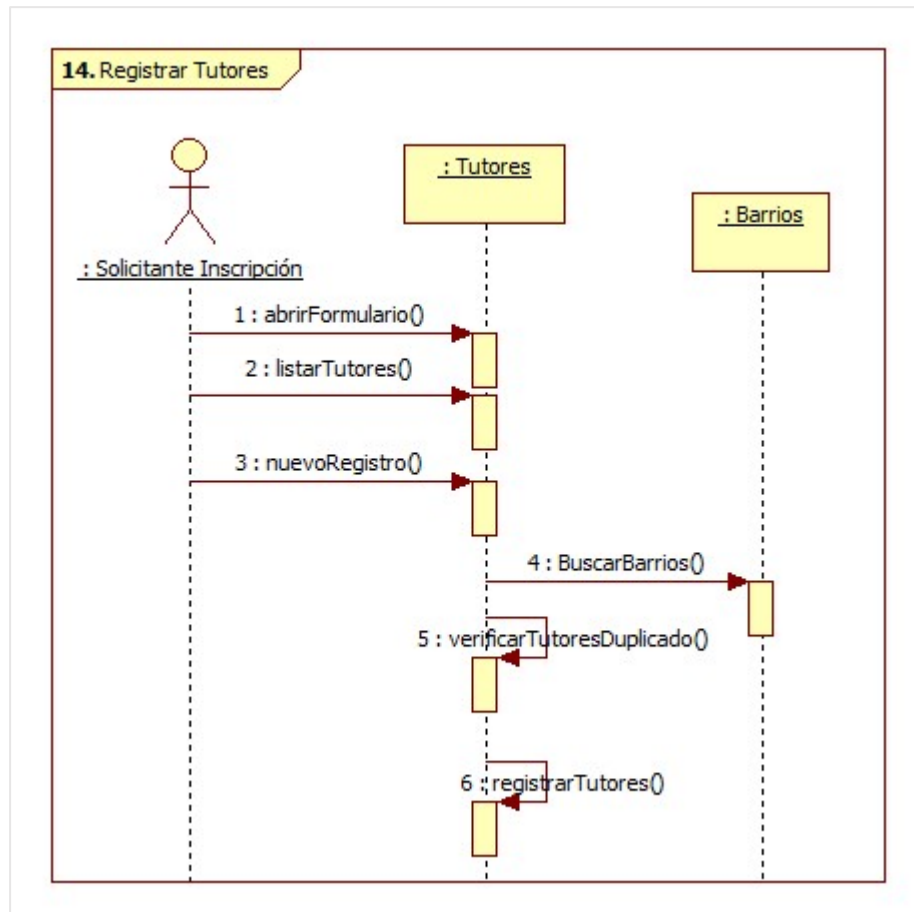 14. Registrar Tutores
: Tutores
: Barrios
: Solicitante Inscripción
1 : abrirFormulario()
2 : listarTutores()
3 : nuevoRegistro()
4 : BuscarBarrios()
5 : verificarTutoresDuplicado()
6 : registrarTutores()